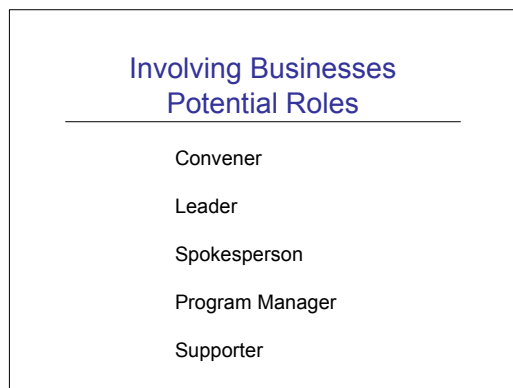 Involving Businesses
Potential Roles
Convener
Leader
Spokesperson
Program Manager
Supporter